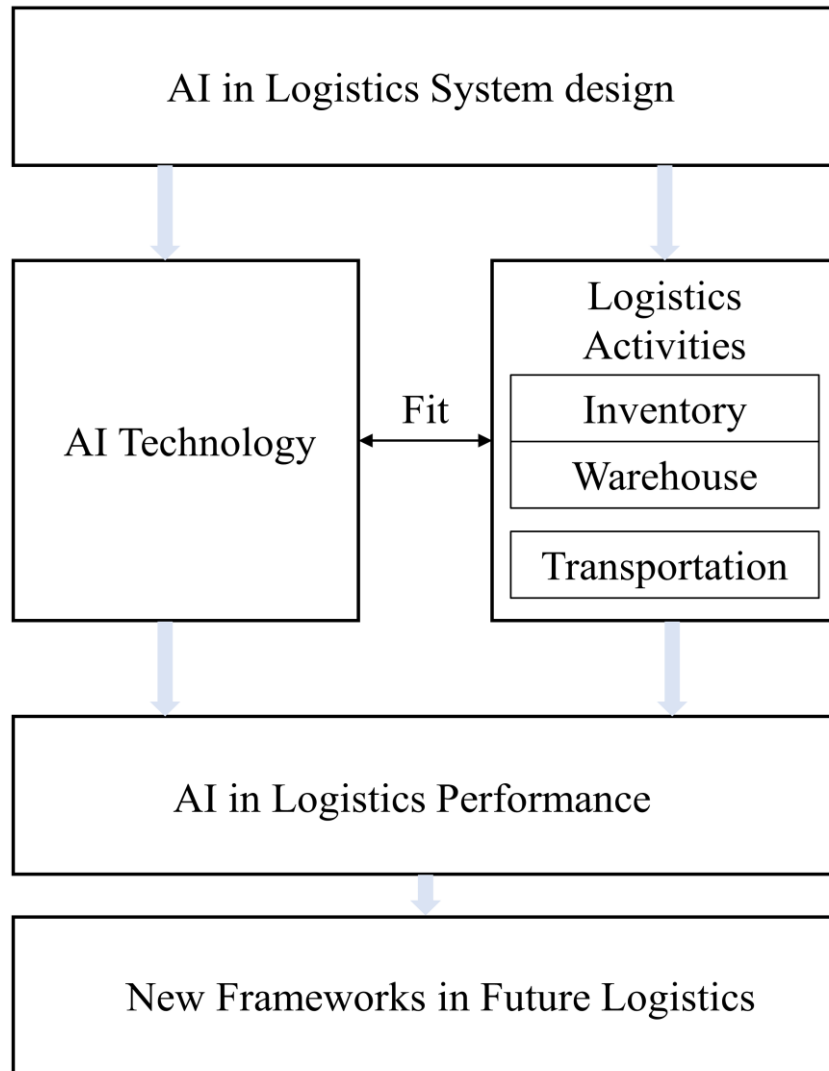 AI in Logistics System design
Logistics
Activities
Fit
Inventory
AI Technology
Warehouse
Transportation
AI in Logistics Performance
New Frameworks in Future Logistics